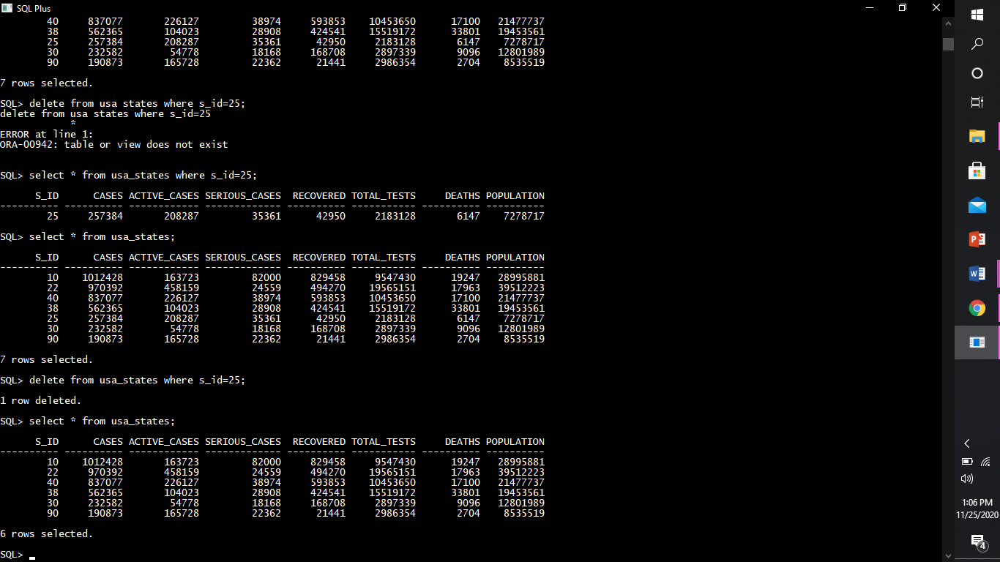 SQL Plus
        40     837077       226127         38974     593853    10453650      17100   21477737
        38     562365       104023         28908     424541    15519172      33801   19453561
        25     257384       208287         35361      42950     2183128       6147    7278717
        30     232582        54778         18168     168708     2897339       9096   12801989
        90     190873       165728         22362      21441     2986354       2704    8535519
7 rows selected.
SQL> delete from usa states where s_id=25;
delete from usa states where s_id=25
            *
ERROR at line 1:
ORA-00942: table or view does not exist
SQL> select * from usa_states where s_id=25;
      S_ID      CASES ACTIVE_CASES SERIOUS_CASES  RECOVERED TOTAL_TESTS     DEATHS POPULATION
---------- ---------- ------------ ------------- ---------- ----------- ---------- ----------
        25     257384       208287         35361      42950     2183128       6147    7278717
SQL> select * from usa_states;
      S_ID      CASES ACTIVE_CASES SERIOUS_CASES  RECOVERED TOTAL_TESTS     DEATHS POPULATION
---------- ---------- ------------ ------------- ---------- ----------- ---------- ----------
        10    1012428       163723         82000     829458     9547430      19247   28995881
        22     970392       458159         24559     494270    19565151      17963   39512223
        40     837077       226127         38974     593853    10453650      17100   21477737
        38     562365       104023         28908     424541    15519172      33801   19453561
        25     257384       208287         35361      42950     2183128       6147    7278717
        30     232582        54778         18168     168708     2897339       9096   12801989
        90     190873       165728         22362      21441     2986354       2704    8535519
7 rows selected.
SQL> delete from usa_states where s_id=25;
1 row deleted.
SQL> select * from usa_states;
      S_ID      CASES ACTIVE_CASES SERIOUS_CASES  RECOVERED TOTAL_TESTS     DEATHS POPULATION
---------- ---------- ------------ ------------- ---------- ----------- ---------- ----------
        10    1012428       163723         82000     829458     9547430      19247   28995881
        22     970392       458159         24559     494270    19565151      17963   39512223
        40     837077       226127         38974     593853    10453650      17100   21477737
        38     562365       104023         28908     424541    15519172      33801   19453561
        30     232582        54778         18168     168708     2897339       9096   12801989
        90     190873       165728         22362      21441     2986354       2704    8535519
6 rows selected.
SQL>
P
W
1:06 PM
11/25/2020
4